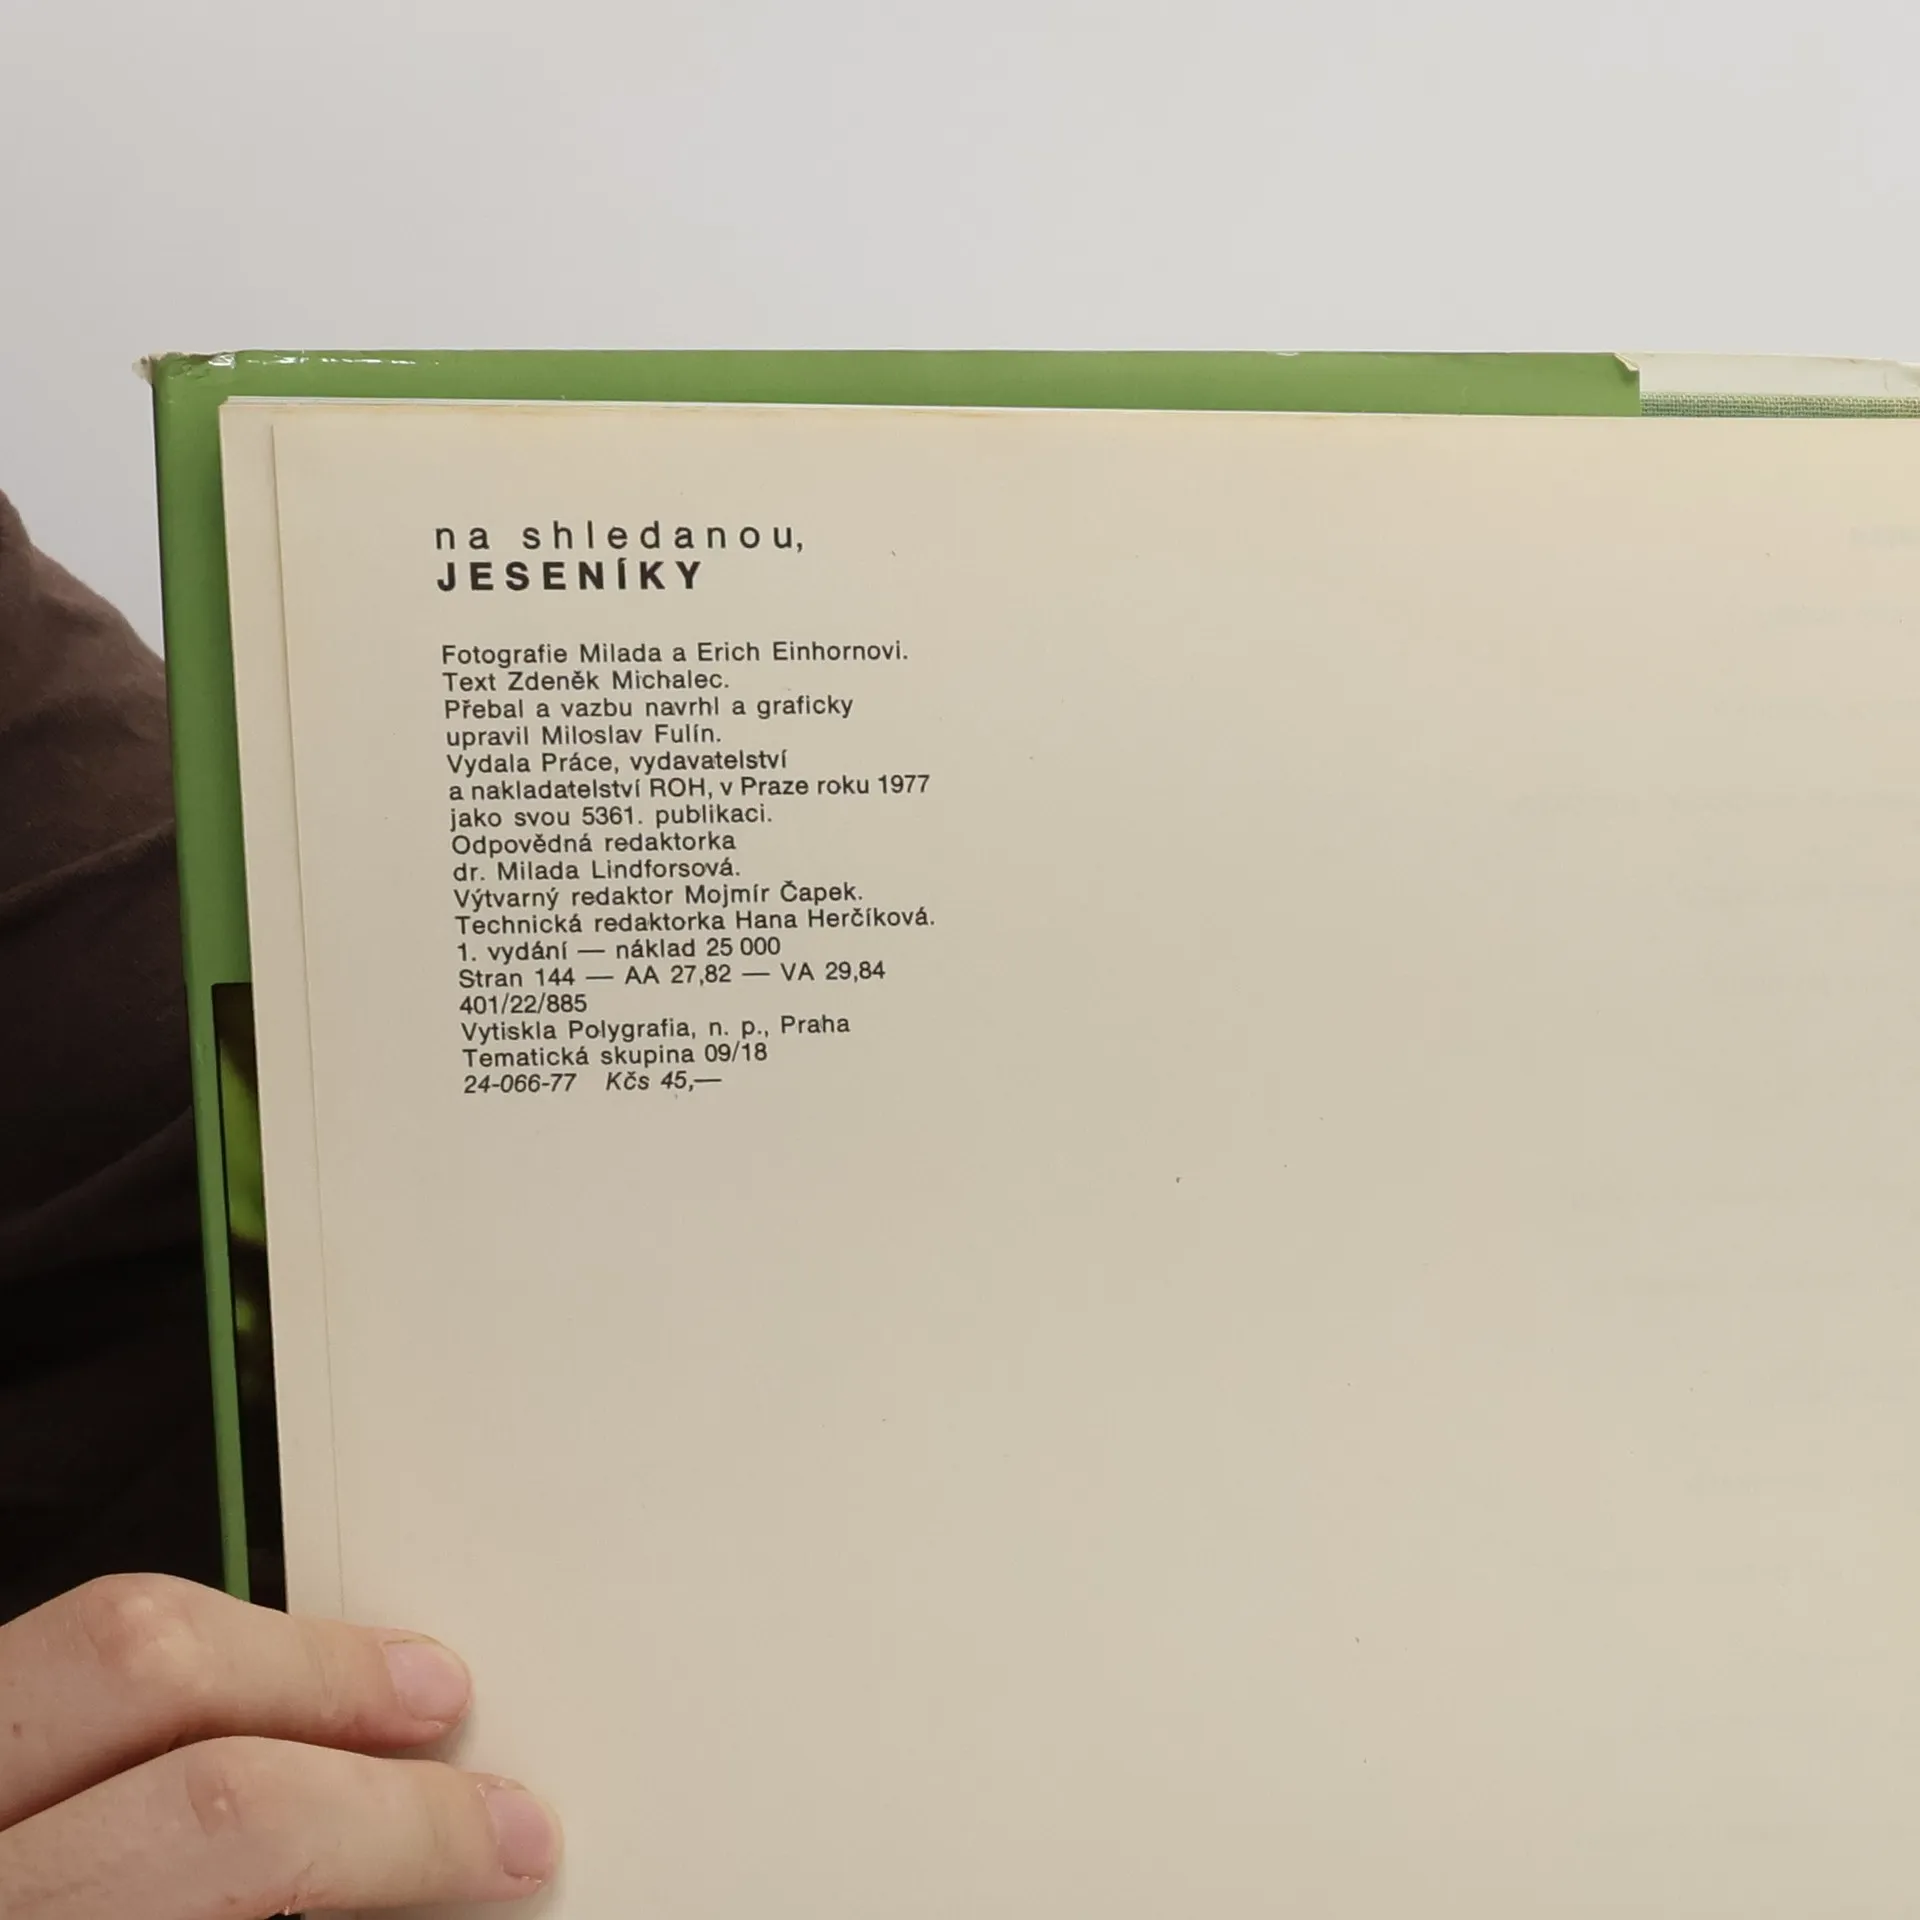 na shledanou,
JESENÍKY
Fotografie Milada a Erich Einhornovi.
Text Zdeněk Michalec.
Přebal a vazbu navrhl a graficky
upravil Miloslav Fulín.
Vydala Práce, vydavatelství
a nakladatelství ROH, v Praze roku 1977
jako svou 5361. publikaci.
Odpovědná redaktorka
dr. Milada Lindforsová.
Výtvarný redaktor Mojmír Čapek.
Technická redaktorka Hana Herčíková.
1. vydání — náklad 25 000
Stran 144 — AA 27,82 — VA 29,84
401/22/885
Vytiskla Polygrafia, n. p., Praha
Tematická skupina 09/18
24-066-77 Kčs 45,—